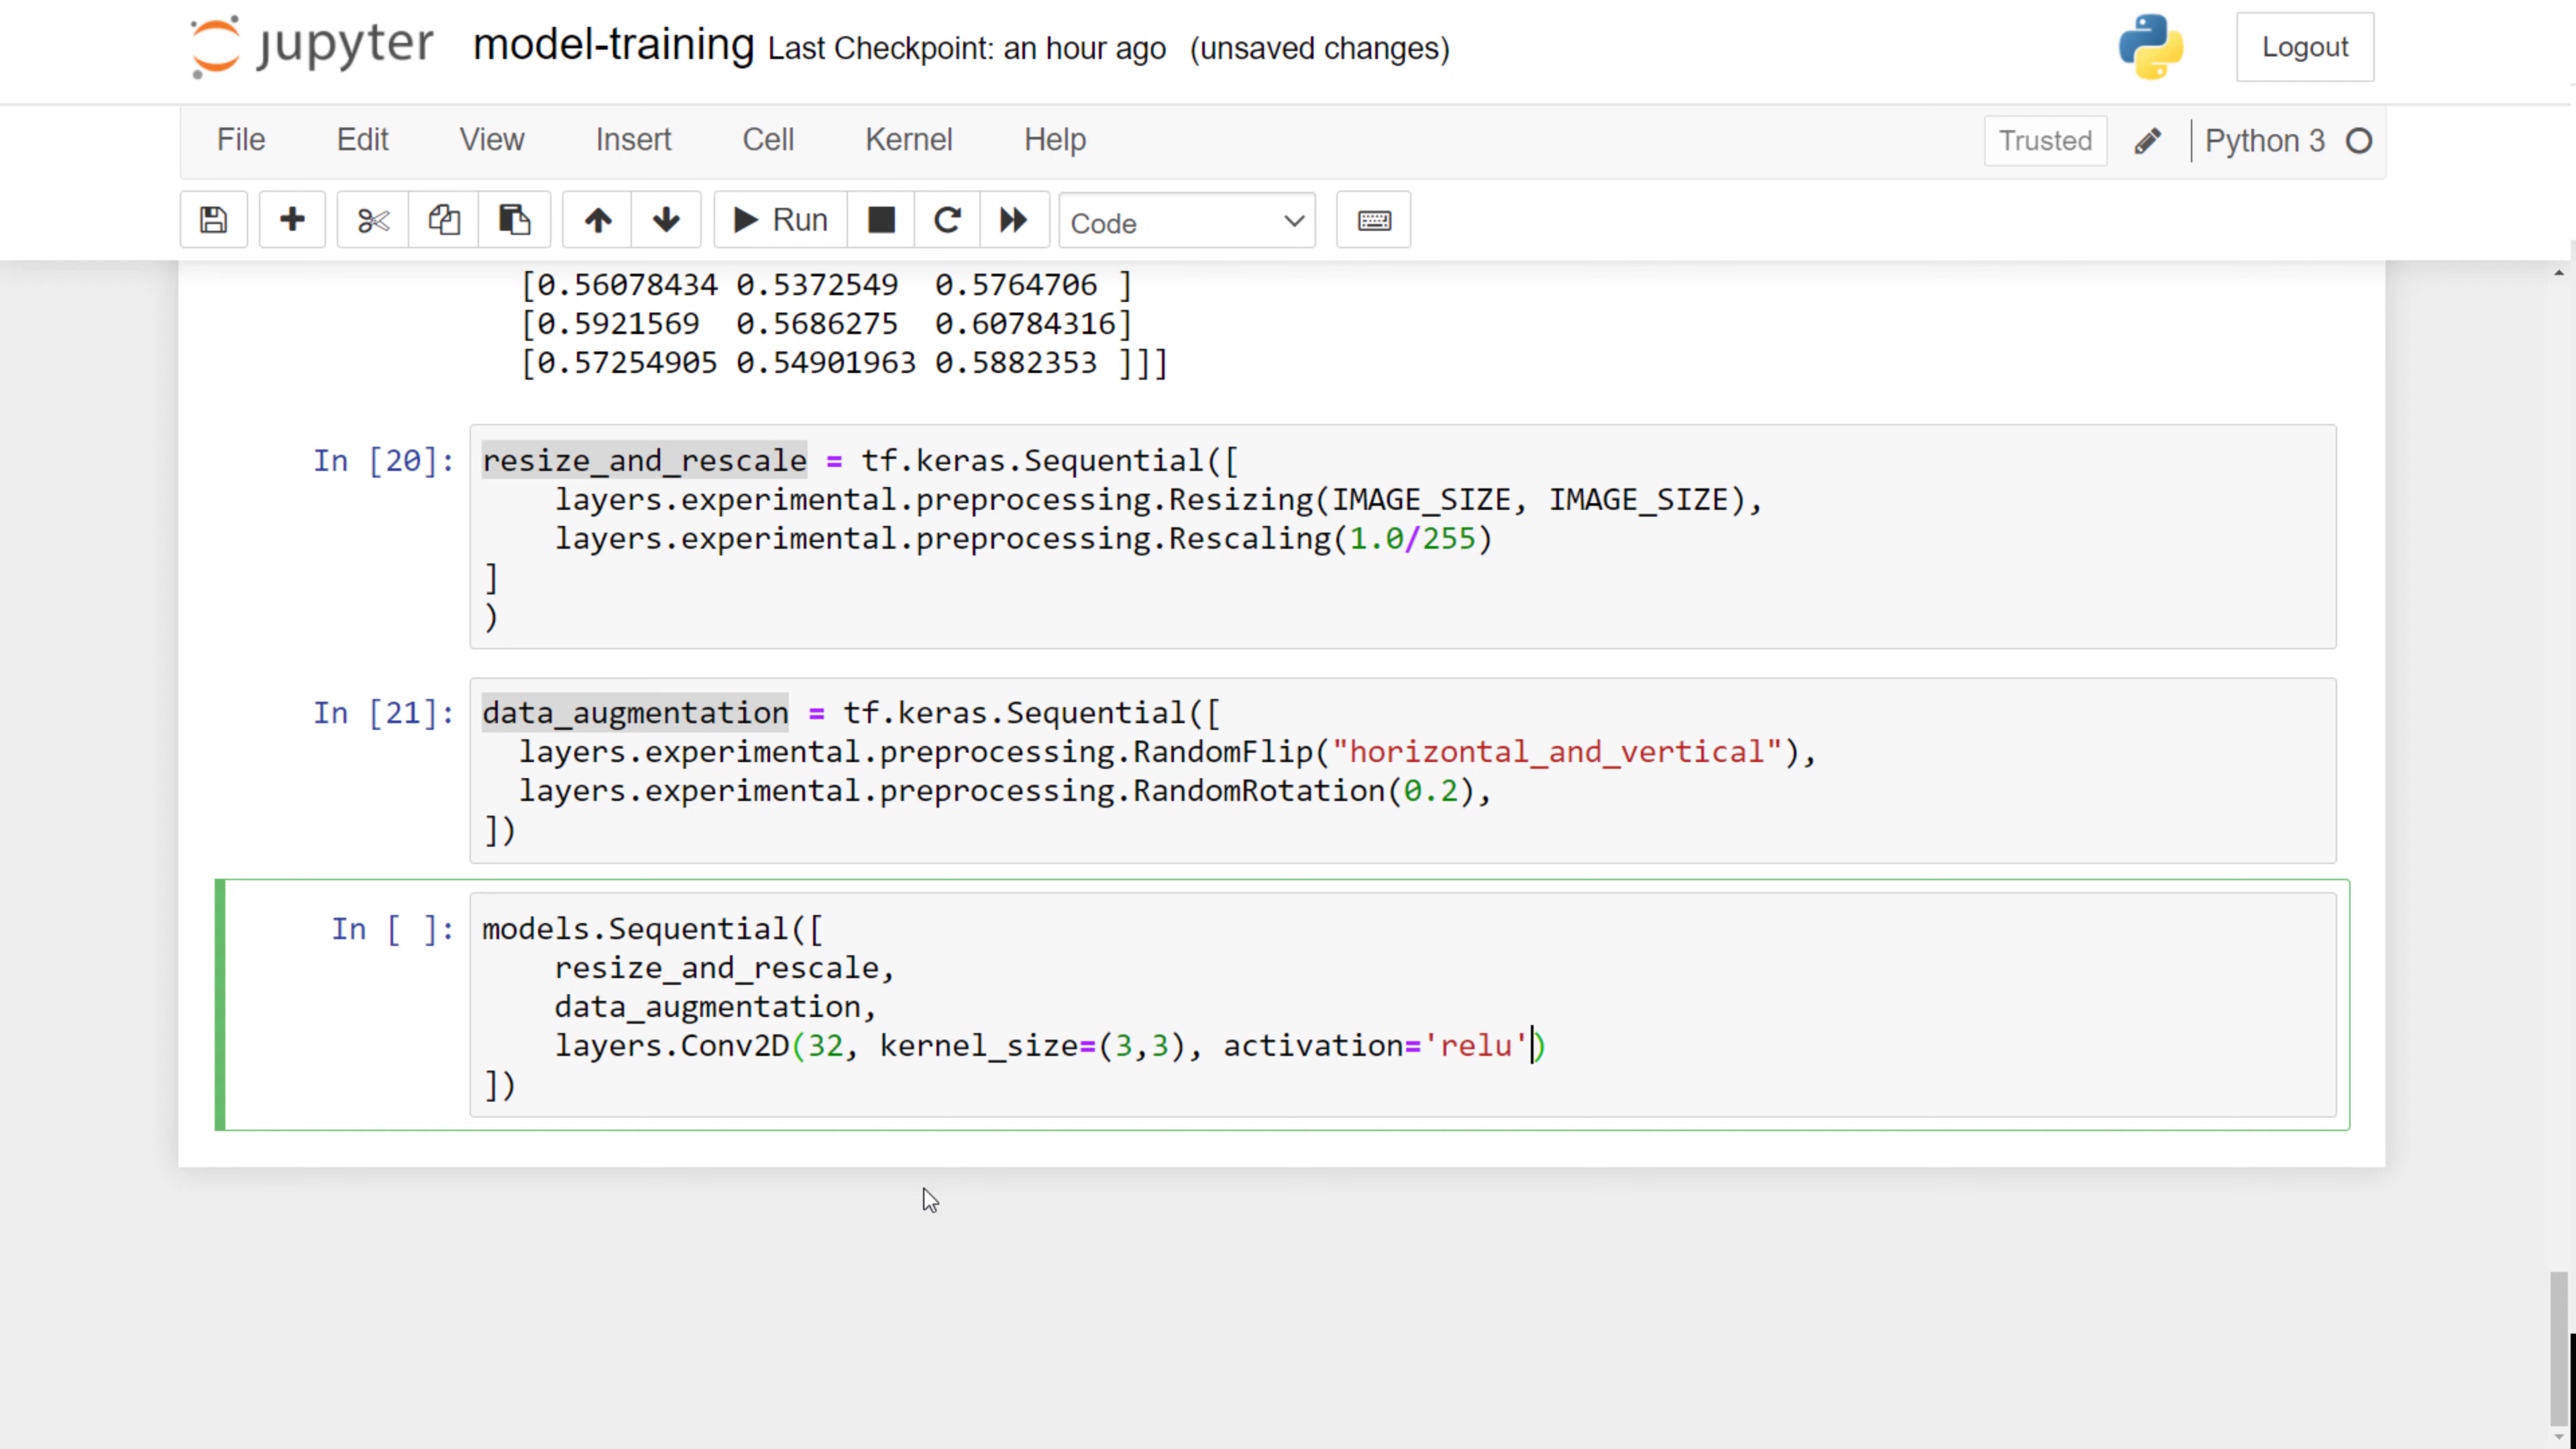 jupyter model-training Last Checkpoint: an hour ago (unsaved changes) Logout
File Edit View Insert Cell Kernel Help Trusted Python 3
Run Code
[0.56078434 0.5372549  0.5764706 ]
[0.5921569  0.5686275  0.60784316]
[0.57254905 0.54901963 0.5882353 ]]]
In [20]: resize_and_rescale = tf.keras.Sequential([
    layers.experimental.preprocessing.Resizing(IMAGE_SIZE, IMAGE_SIZE),
    layers.experimental.preprocessing.Rescaling(1.0/255)
]
)
In [21]: data_augmentation = tf.keras.Sequential([
  layers.experimental.preprocessing.RandomFlip("horizontal_and_vertical"),
  layers.experimental.preprocessing.RandomRotation(0.2),
])
In [ ]: models.Sequential([
    resize_and_rescale,
    data_augmentation,
    layers.Conv2D(32, kernel_size=(3,3), activation='relu')
])